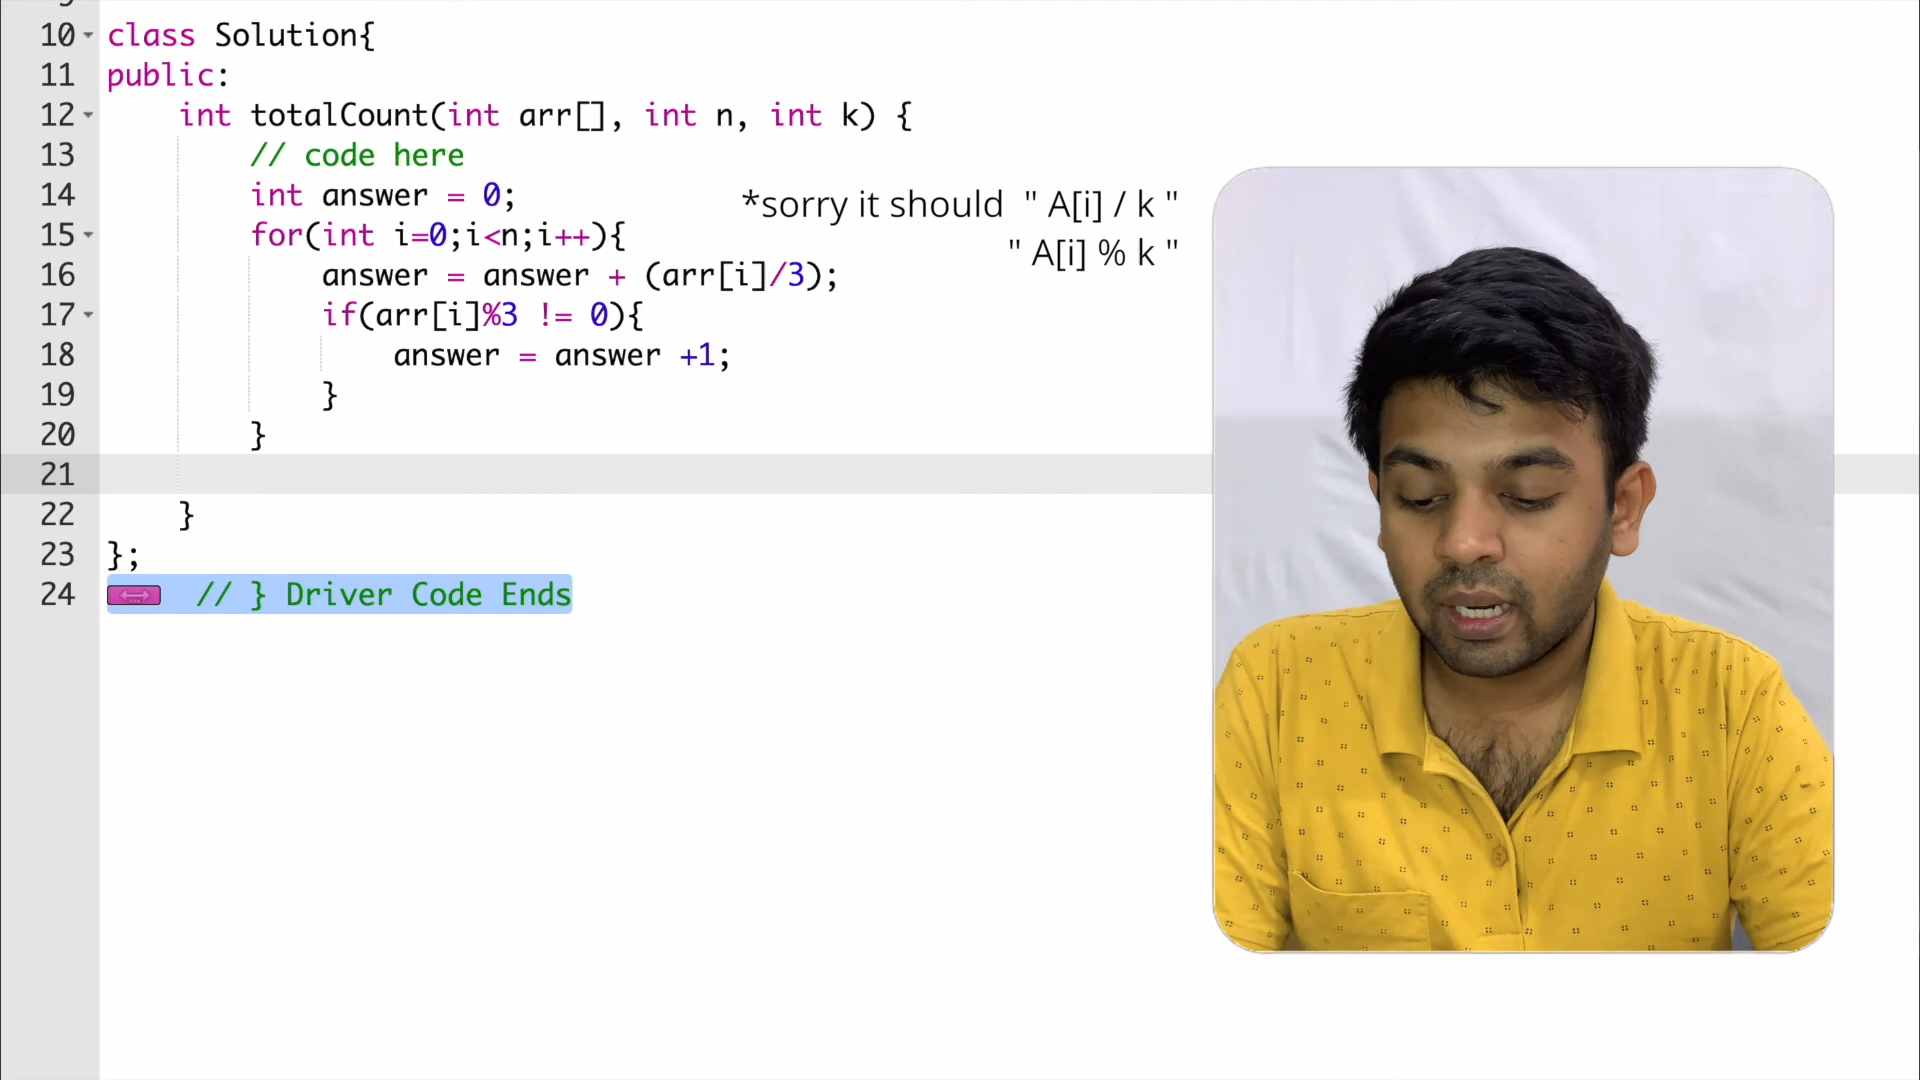 10 class Solution{
11 public:
12 int totalCount(int arr[], int n, int k) {
13 // code here
14 int answer = 0;
*sorry it should " A[i] / k "
15 for(int i=0;i<n;i++){
" A[i] % k "
16 answer = answer + (arr[i]/3);
17 if(arr[i]%3 != 0){
18 answer = answer +1;
19 }
20 }
21
22 }
23 };
24 // } Driver Code Ends